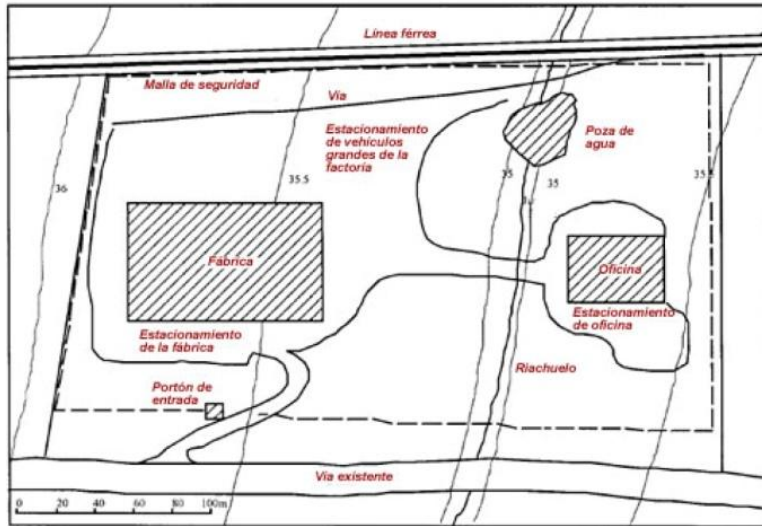 Línea férrea
Malla de seguridad
Vía
Estacionamiento
de vehículos
grandes de la
factoría
Poza de
agua
36
35.5
35
35
35.5
Fábrica
Oficina
Estacionamiento
de la fábrica
Estacionamiento
de oficina
Portón de
entrada
Riachuelo
Vía existente
0 20 40 60 80 100m